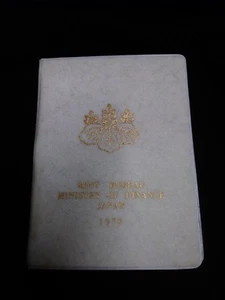 MINT BUREAU
MINISTRY OF FINANCE
JAPAN